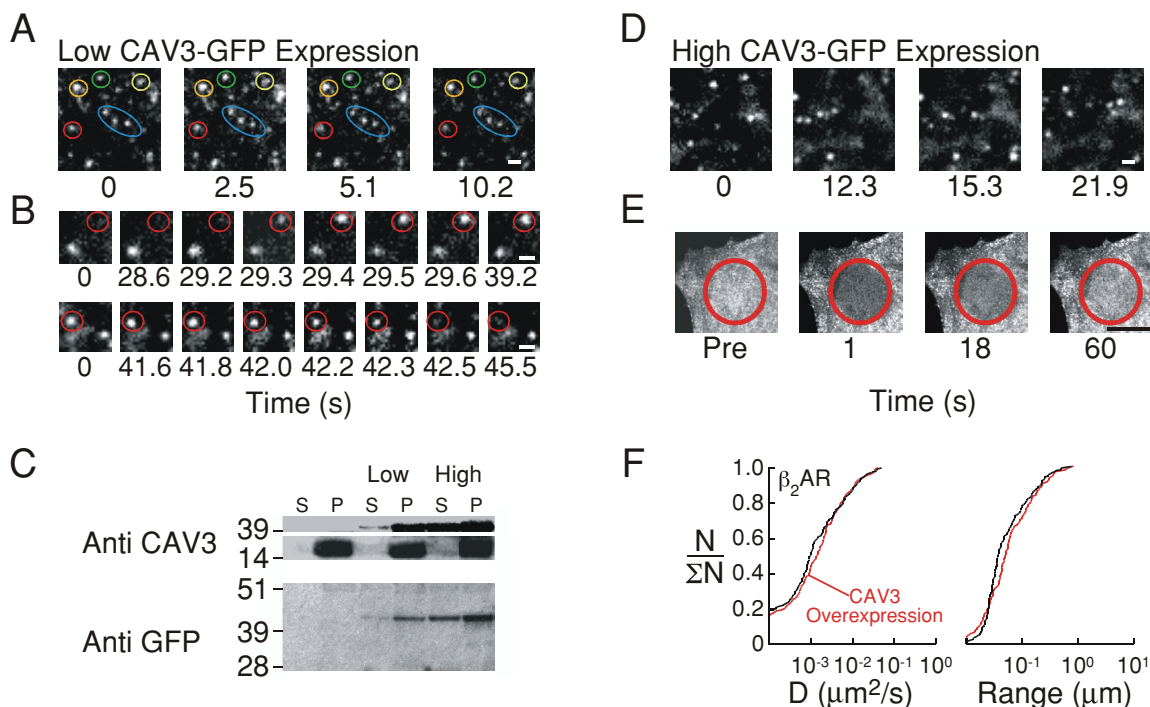 A
Low CAV3-GFP Expression
0 2.5 5.1 10.2
B
0 28.6 29.2 29.3 29.4 29.5 29.6 39.2
0 41.6 41.8 42.0 42.2 42.3 42.5 45.5
Time (s)
C
Low High
S P S P S P
Anti CAV3
39
14
Anti GFP
51
39
28
D
High CAV3-GFP Expression
0 12.3 15.3 21.9
E
Pre 1 18 60
Time (s)
F
β₂AR
N
ΣN
1.0
0.8
0.6
0.4
0.2
0
CAV3
Overexpression
10⁻³ 10⁻² 10⁻¹ 10⁰
D (μm²/s)
10⁻¹ 10⁰ 10¹
Range (μm)